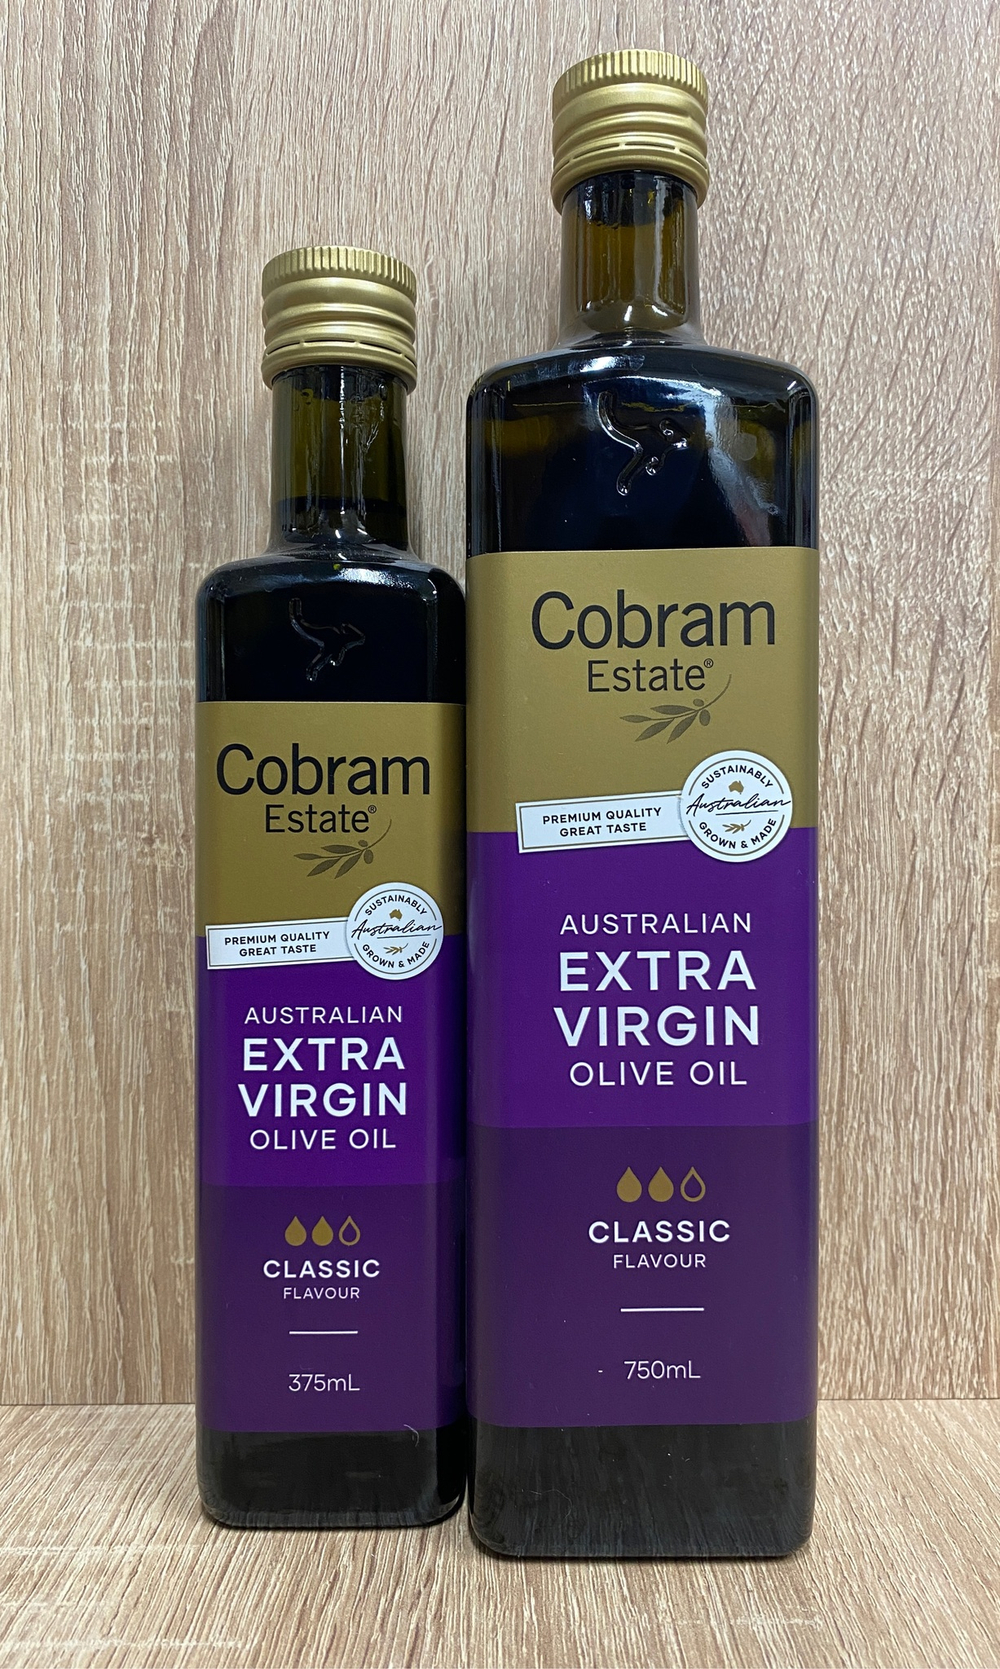 Cobram
Estate®
PREMIUM QUALITY
GREAT TASTE
SUSTAINABLY
Australian
GROWN & MADE
AUSTRALIAN
EXTRA
VIRGIN
OLIVE OIL
CLASSIC
FLAVOUR
375mL
Cobram
Estate®
PREMIUM QUALITY
GREAT TASTE
SUSTAINABLY
Australian
GROWN & MADE
AUSTRALIAN
EXTRA
VIRGIN
OLIVE OIL
CLASSIC
FLAVOUR
750mL